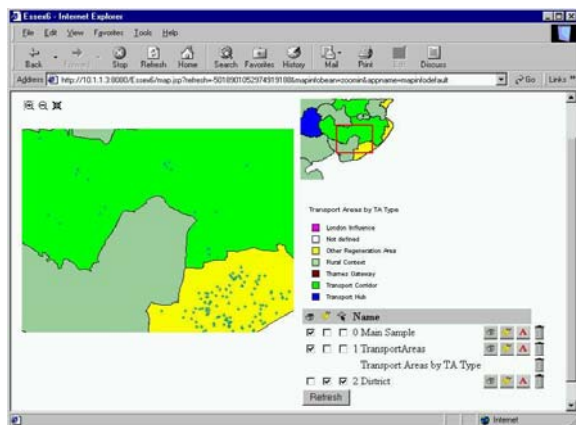 Essex6 - Internet Explorer
File Edit View Favorites Tools Help
Back Forward Stop Refresh Home Search Favorites History Mail Print Edit Discuss
Address Go Links »
Transport Areas by TA Type
London Influence
Not defined
Other Regeneration Area
Rural Context
Thames Gateway
Transport Corridor
Transport Hub
Name
0 Main Sample A
1 TransportAreas A
Transport Areas by TA Type
2 District A
Refresh
Internet